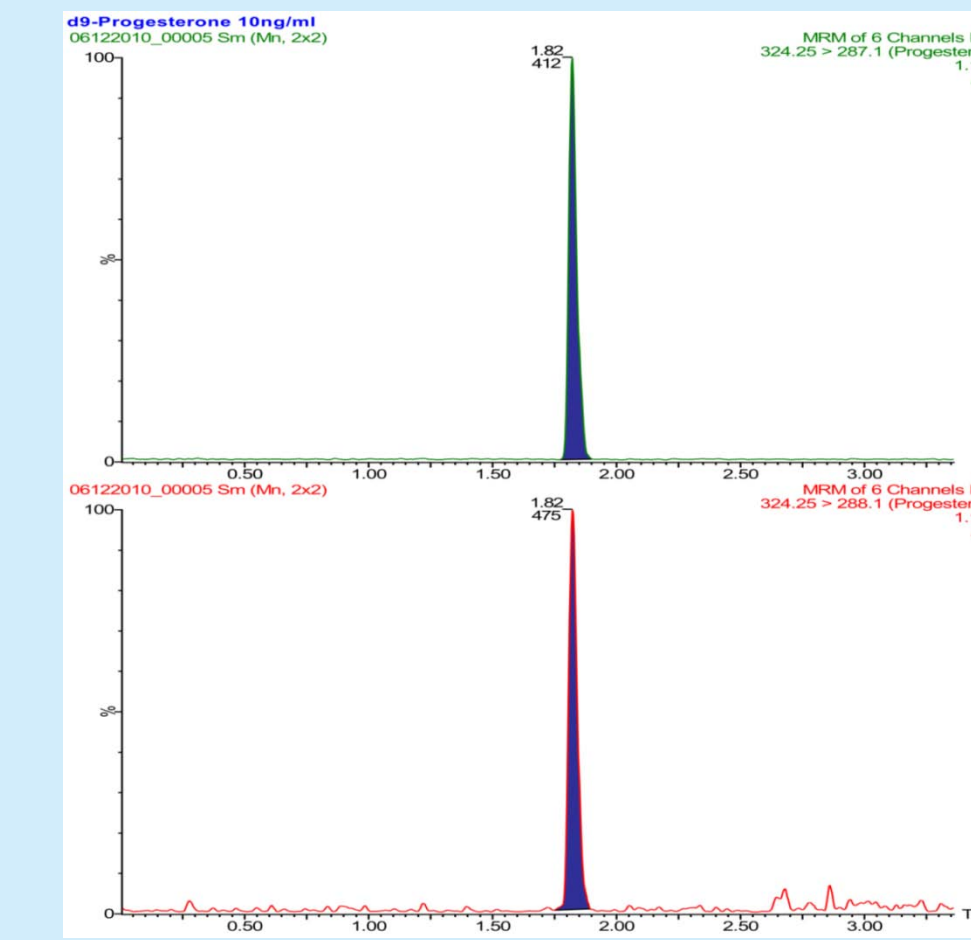 d9-Progesterone 10ng/ml
06122010_00005 Sm (Mn, 2x2)
MRM of 6 Channels
324.25 > 287.1 (Progester
1.
100
1.82
412
%
0
0.50 1.00 1.50 2.00 2.50 3.00
06122010_00005 Sm (Mn, 2x2)
MRM of 6 Channels
324.25 > 288.1 (Progester
1.
100
1.82
475
%
0
0.50 1.00 1.50 2.00 2.50 3.00
T